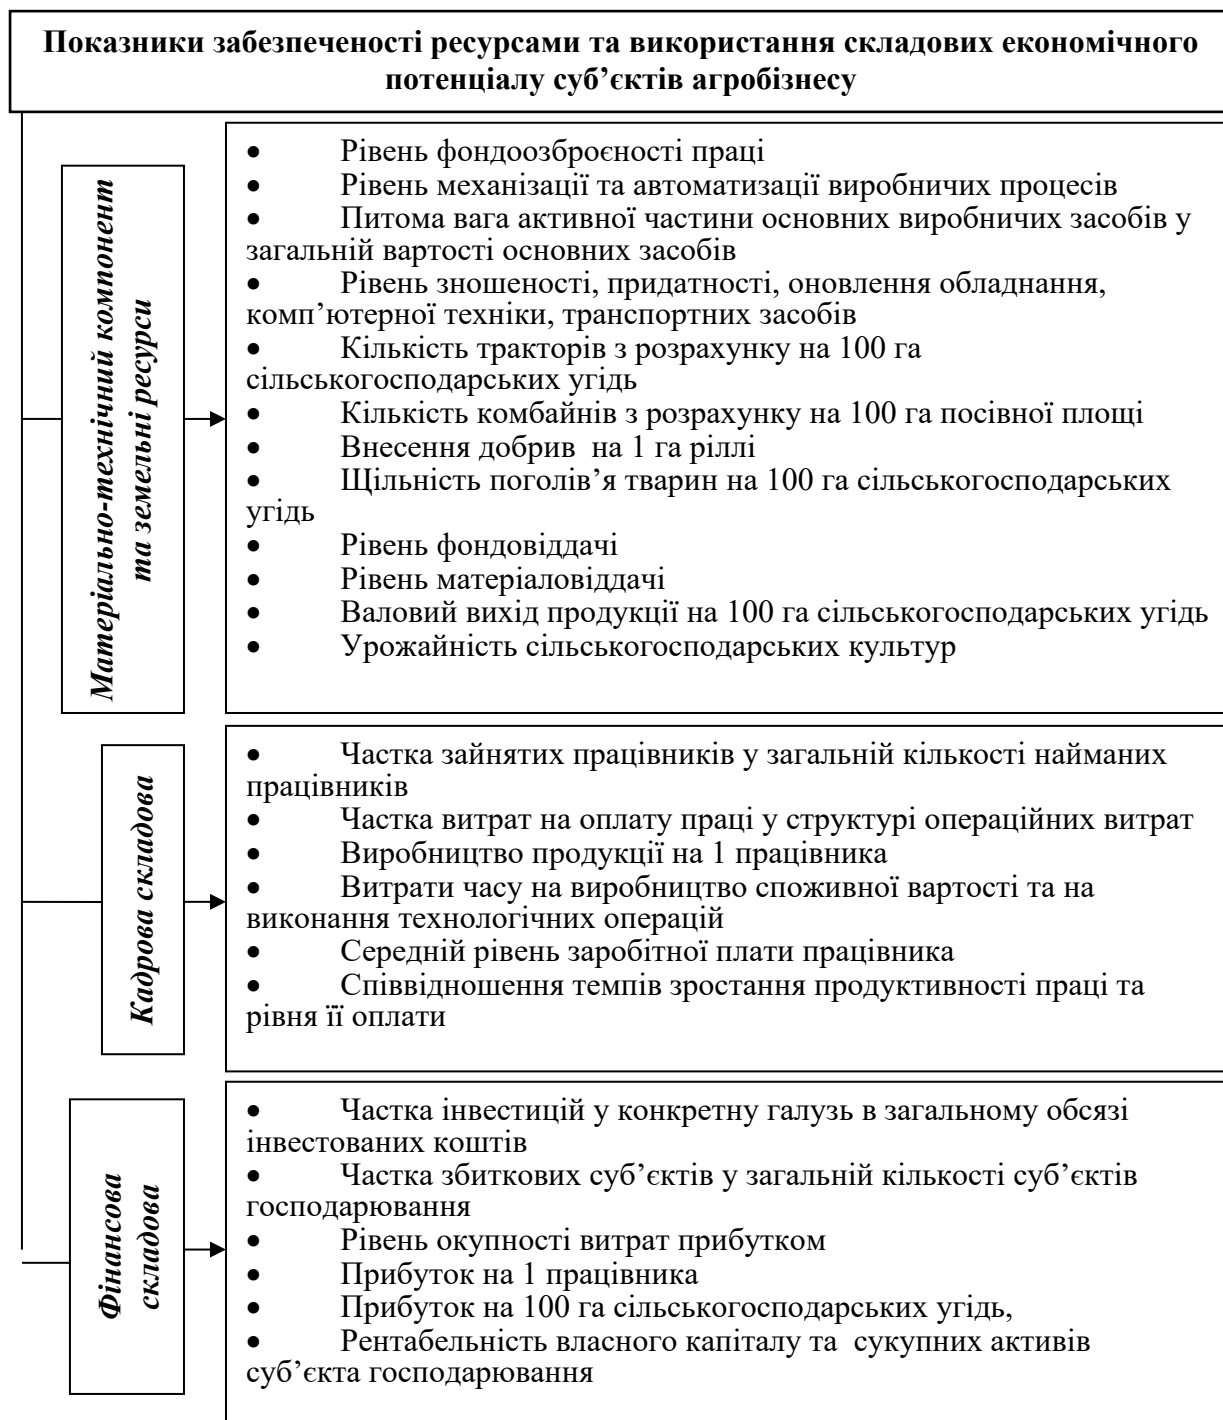 Показники забезпеченості ресурсами та використання складових економічного
потенціалу суб’єктів агробізнесу
Матеріально-технічний компонент
та земельні ресурси
•	Рівень фондоозброєності праці
•	Рівень механізації та автоматизації виробничих процесів
•	Питома вага активної частини основних виробничих засобів у
загальній вартості основних засобів
•	Рівень зношеності, придатності, оновлення обладнання,
комп’ютерної техніки, транспортних засобів
•	Кількість тракторів з розрахунку на 100 га
сільськогосподарських угідь
•	Кількість комбайнів з розрахунку на 100 га посівної площі
•	Внесення добрив  на 1 га ріллі
•	Щільність поголів’я тварин на 100 га сільськогосподарських
угідь
•	Рівень фондовіддачі
•	Рівень матеріаловіддачі
•	Валовий вихід продукції на 100 га сільськогосподарських угідь
•	Урожайність сільськогосподарських культур
Кадрова складова
•	Частка зайнятих працівників у загальній кількості найманих
працівників
•	Частка витрат на оплату праці у структурі операційних витрат
•	Виробництво продукції на 1 працівника
•	Витрати часу на виробництво споживної вартості та на
виконання технологічних операцій
•	Середній рівень заробітної плати працівника
•	Співвідношення темпів зростання продуктивності праці та
рівня її оплати
Фінансова
складова
•	Частка інвестицій у конкретну галузь в загальному обсязі
інвестованих коштів
•	Частка збиткових суб’єктів у загальній кількості суб’єктів
господарювання
•	Рівень окупності витрат прибутком
•	Прибуток на 1 працівника
•	Прибуток на 100 га сільськогосподарських угідь,
•	Рентабельність власного капіталу та  сукупних активів
суб’єкта господарювання